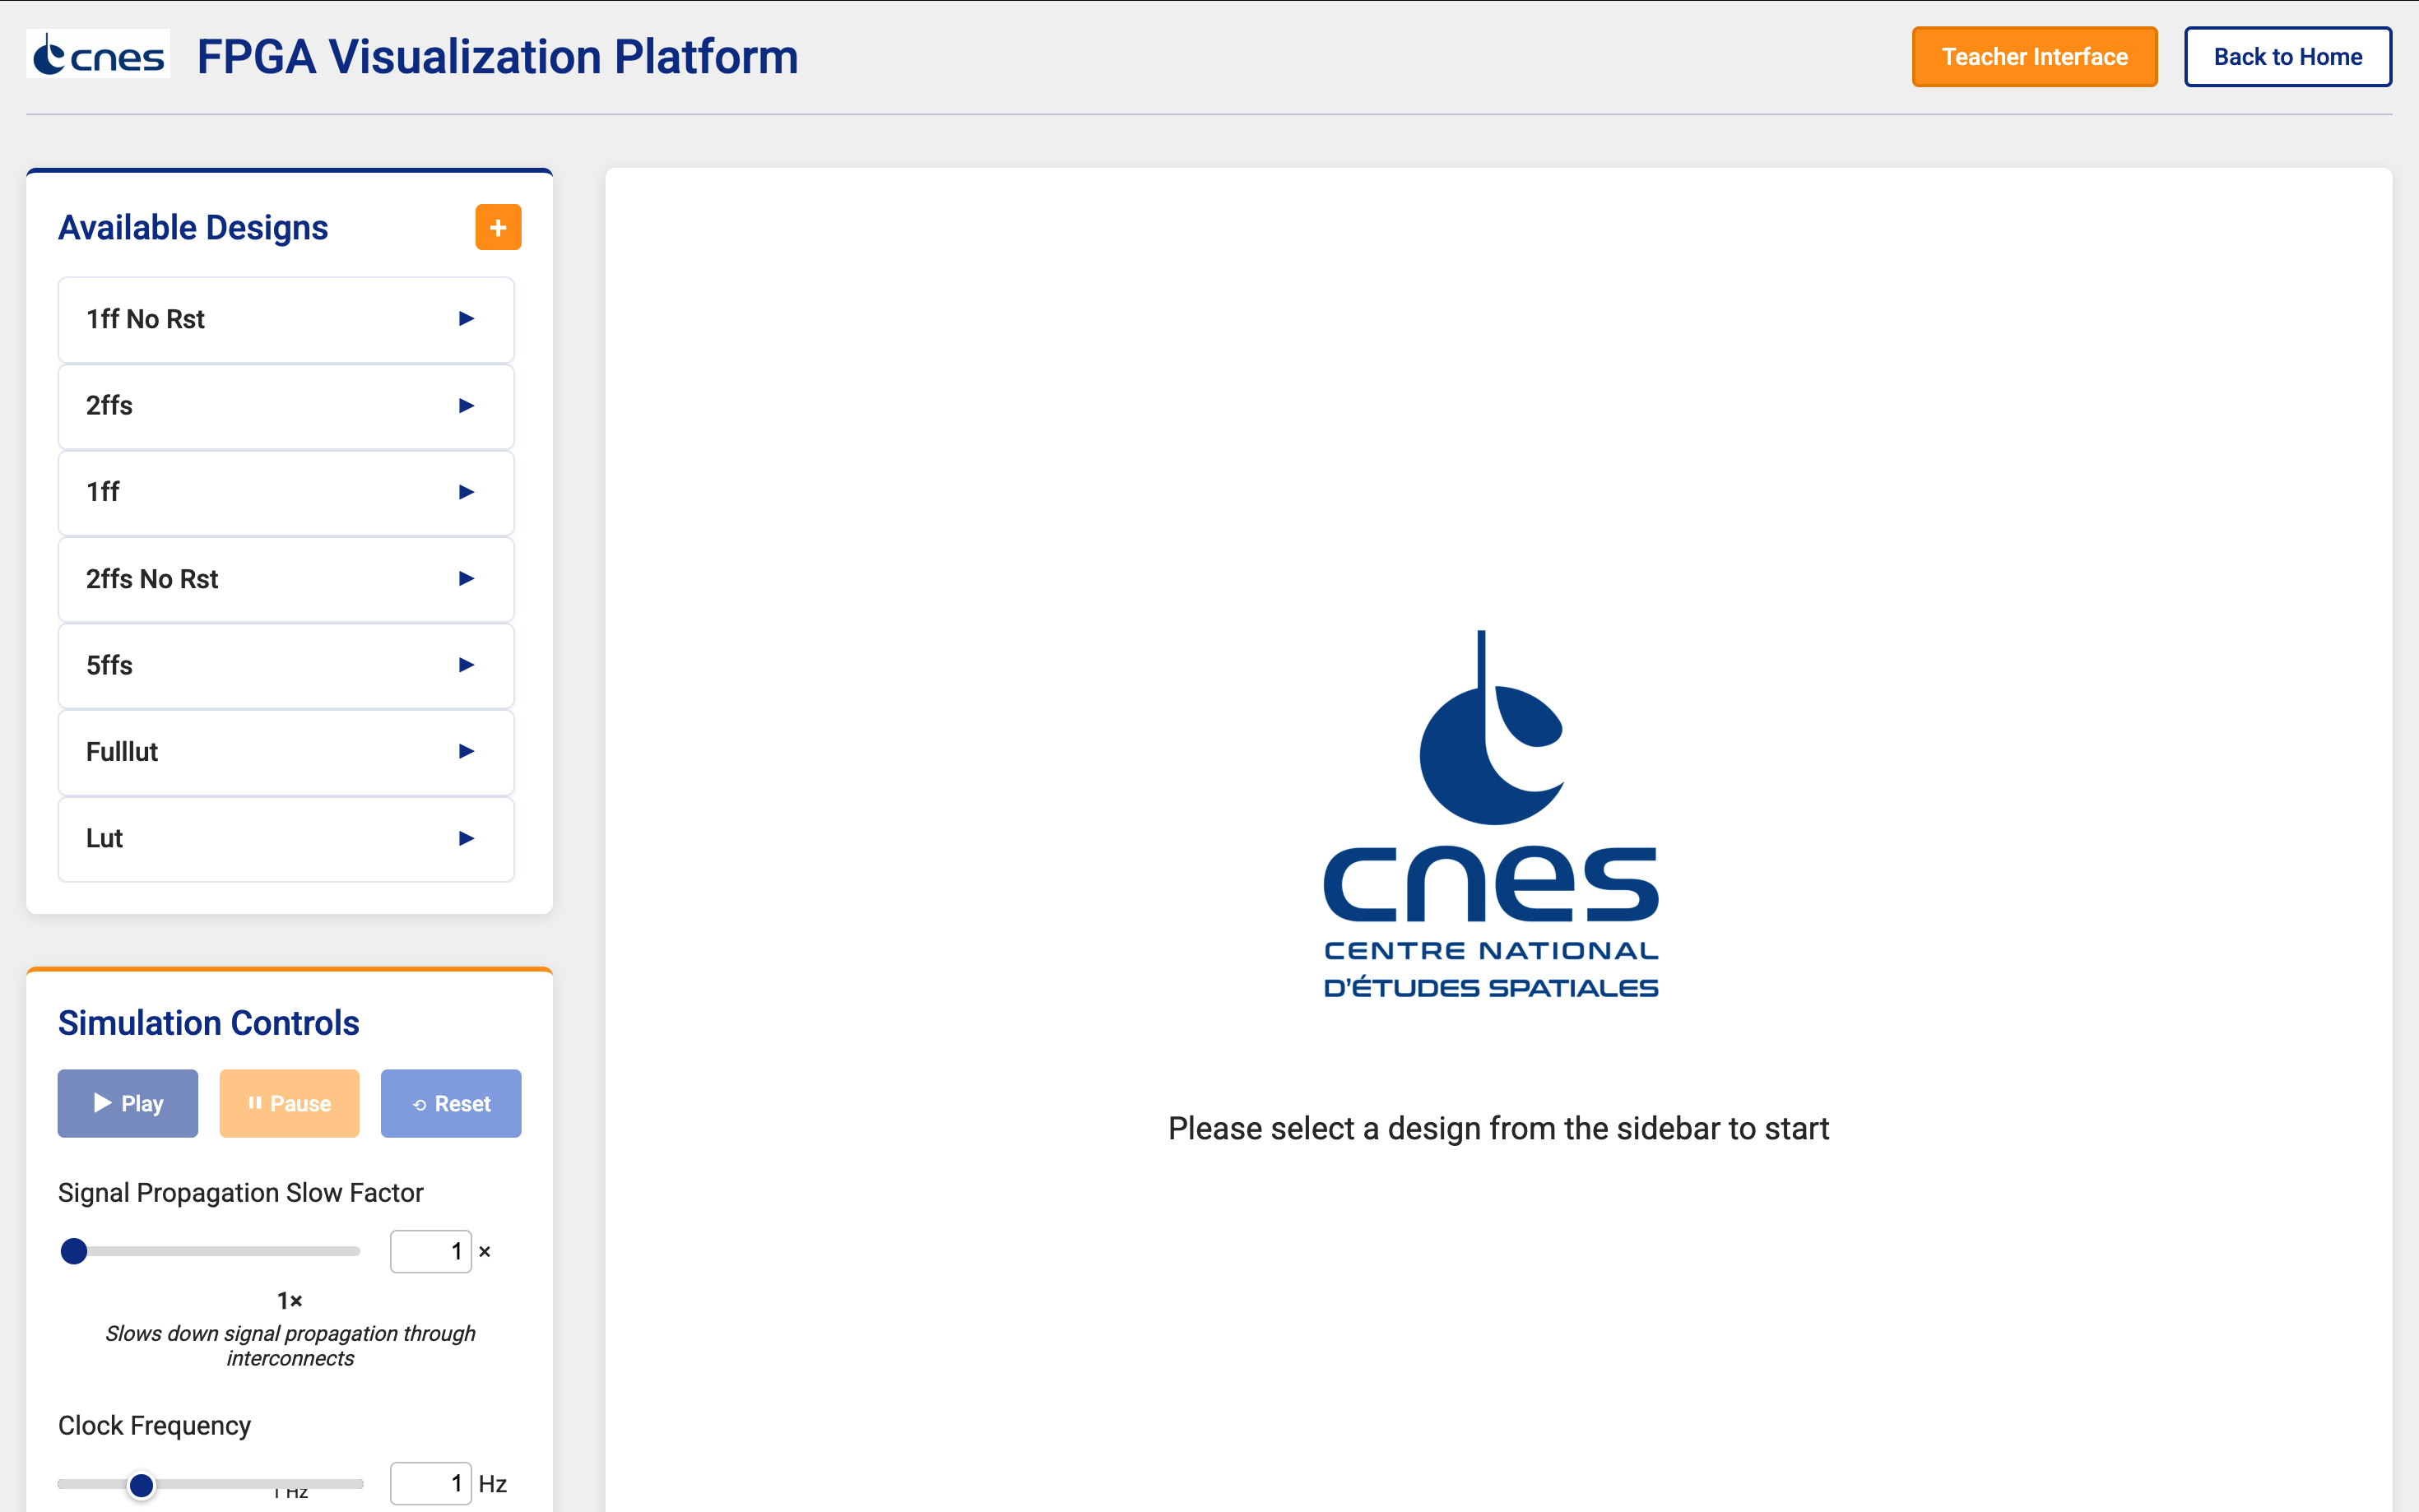 cnes FPGA Visualization Platform
Teacher Interface
Back to Home
Available Designs
+
1ff No Rst
2ffs
1ff
2ffs No Rst
5ffs
Fulllut
Lut
Simulation Controls
Play
Pause
Reset
Signal Propagation Slow Factor
1 ×
1×
Slows down signal propagation through
interconnects
Clock Frequency
1 Hz
1 Hz
cnes
CENTRE NATIONAL
D'ÉTUDES SPATIALES
Please select a design from the sidebar to start